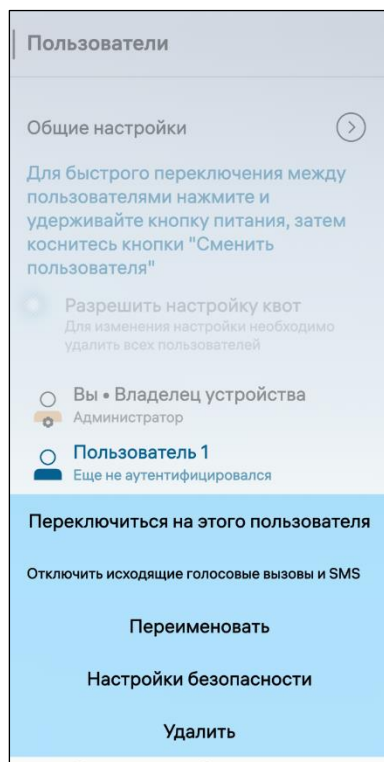 Пользователи
Общие настройки
Для быстрого переключения между
пользователями нажмите и
удерживайте кнопку питания, затем
коснитесь кнопки "Сменить
пользователя"
Разрешить настройку квот
Для изменения настройки необходимо
удалить всех пользователей
Вы • Владелец устройства
Администратор
Пользователь 1
Еще не аутентифицировался
Переключиться на этого пользователя
Отключить исходящие голосовые вызовы и SMS
Переименовать
Настройки безопасности
Удалить